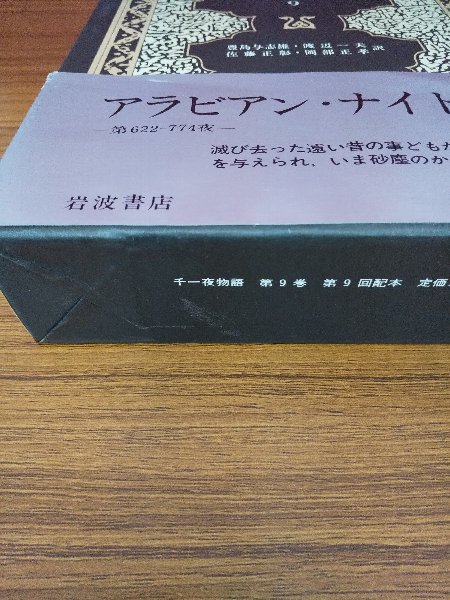 9
豊島与志雄・渡辺一夫訳
佐藤正彰・岡部正孝
アラビアン・ナイト
—第622-774夜—
滅び去った遠い昔の事どもが
を与えられ、いま砂塵のか
岩波書店
千一夜物語 第9巻 第9回配本 定価